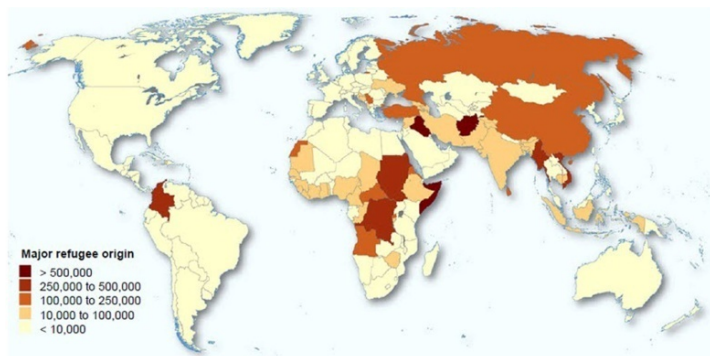 Major refugee origin
> 500,000
250,000 to 500,000
100,000 to 250,000
10,000 to 100,000
< 10,000